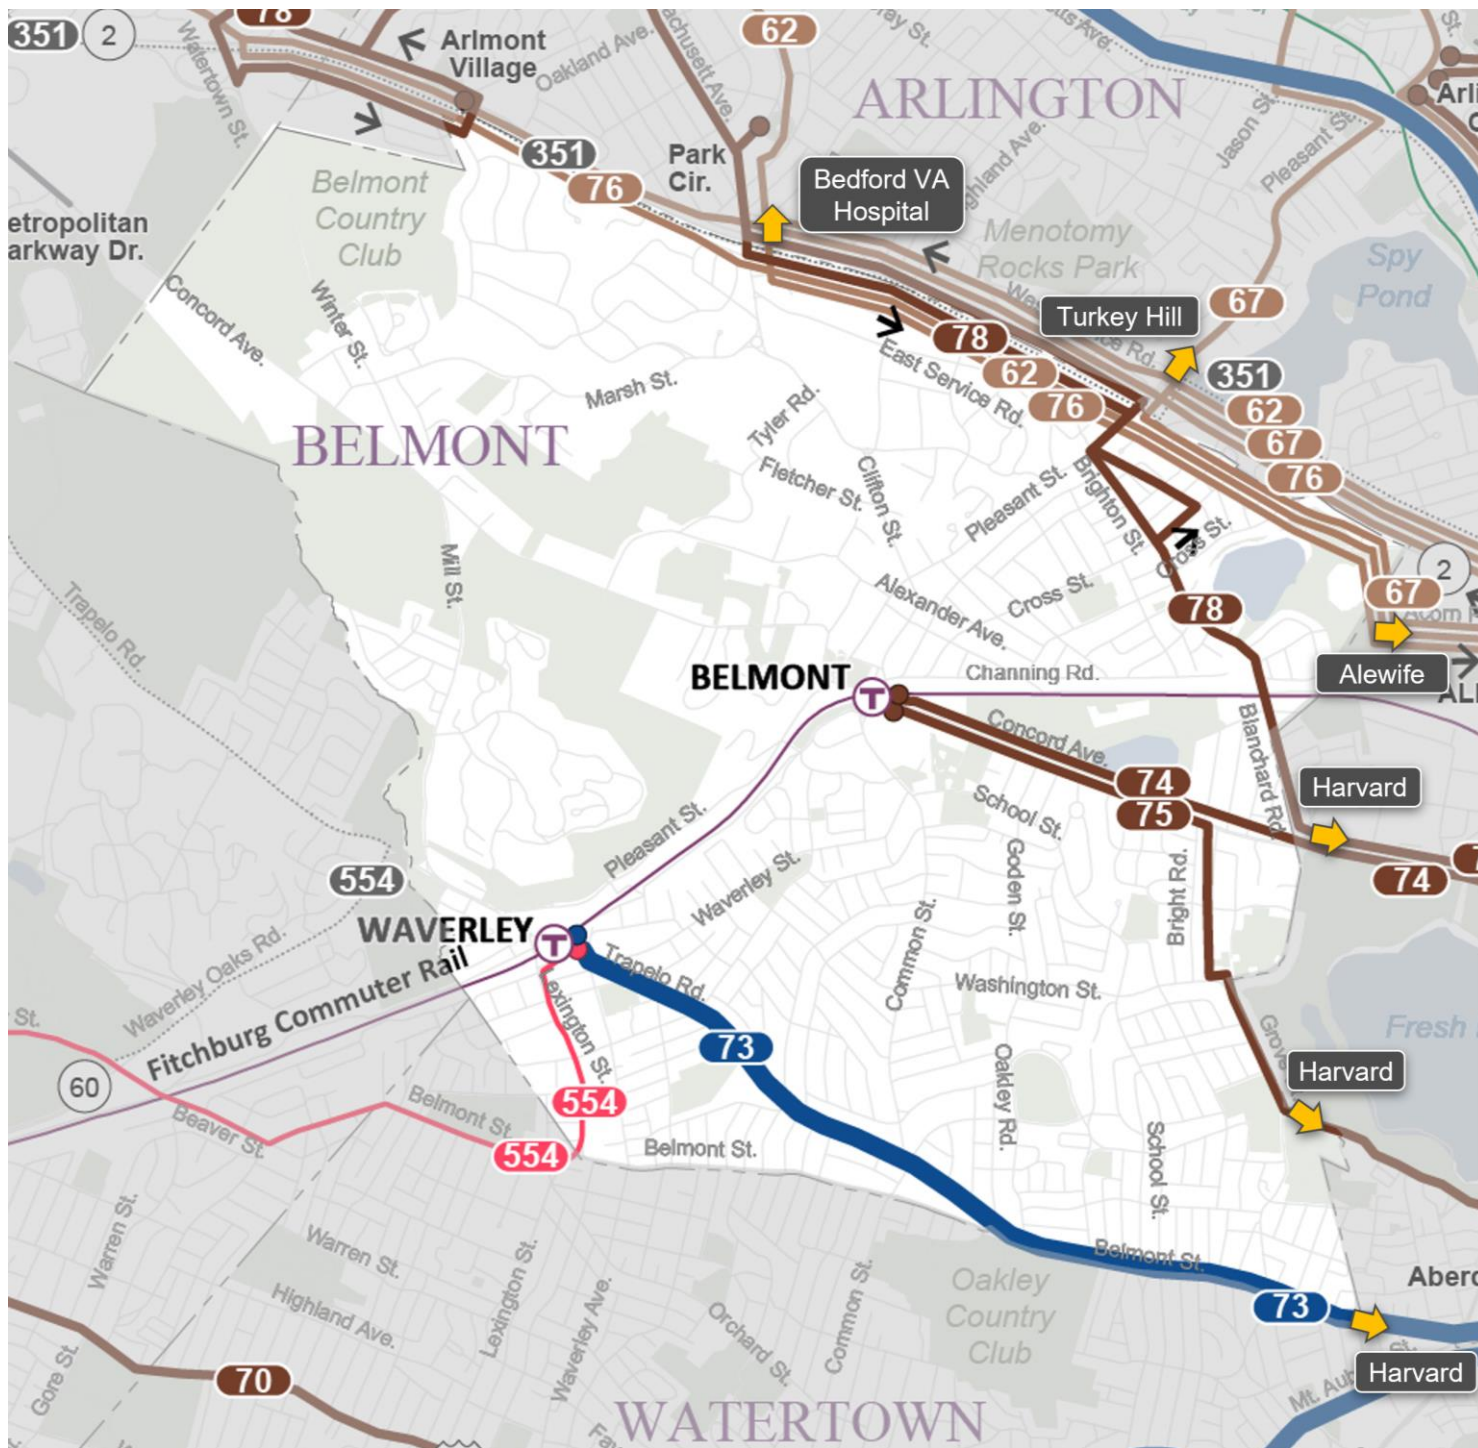 78
351
2
Watertown St.
Arlmont
Village
Oakland Ave.
62
ARLINGTON
Jason St.
Pleasant St.
351
76
Park
Cir.
Bedford VA
Hospital
Belmont
Country
Club
Menotomy
Rocks Park
Spy
Pond
Concord Ave.
Winter St.
Turkey Hill
67
78
62
76
351
62
67
76
East Service Rd.
Marsh St.
Tyler Rd.
BELMONT
Fletcher St.
Clifton St.
Pleasant St.
Brighton St.
Cross St.
Mill St.
Trapelo Rd.
Alexander Ave.
Cross St.
78
2
67
Alewife
BELMONT
Channing Rd.
T
Concord Ave.
Blanchard Rd.
74
75
Harvard
74
School St.
Pleasant St.
Waverley St.
Goden St.
Bright Rd.
Common St.
554
WAVERLEY
T
Trapelo Rd.
Washington St.
Waverley Oaks Rd.
Fitchburg Commuter Rail
St.
60
Lexington St.
73
Oakley Rd.
Grove
Fresh
Harvard
554
Belmont St.
Beaver St.
554
Belmont St.
School St.
Warren St.
Warren St.
Highland Ave.
Lexington St.
Waverley Ave.
Orchard St.
Common St.
Oakley
Country
Club
Belmont St.
73
Harvard
Gore St.
70
WATERTOWN